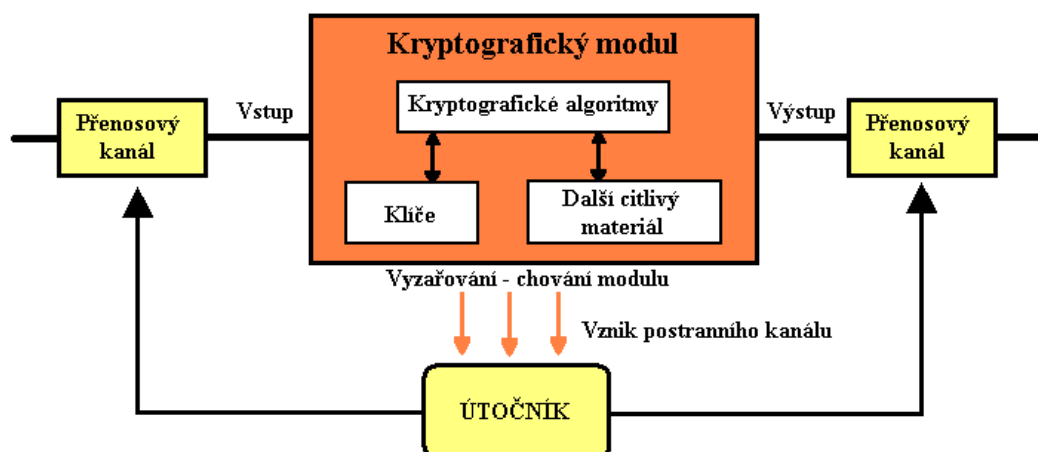 Kryptografický modul
Kryptografické algoritmy
Vstup
Výstup
Přenosový
kanál
Přenosový
kanál
Klíče
Další citlivý
materiál
Vyzařování - chování modulu
Vznik postranního kanálu
ÚTOČNÍK